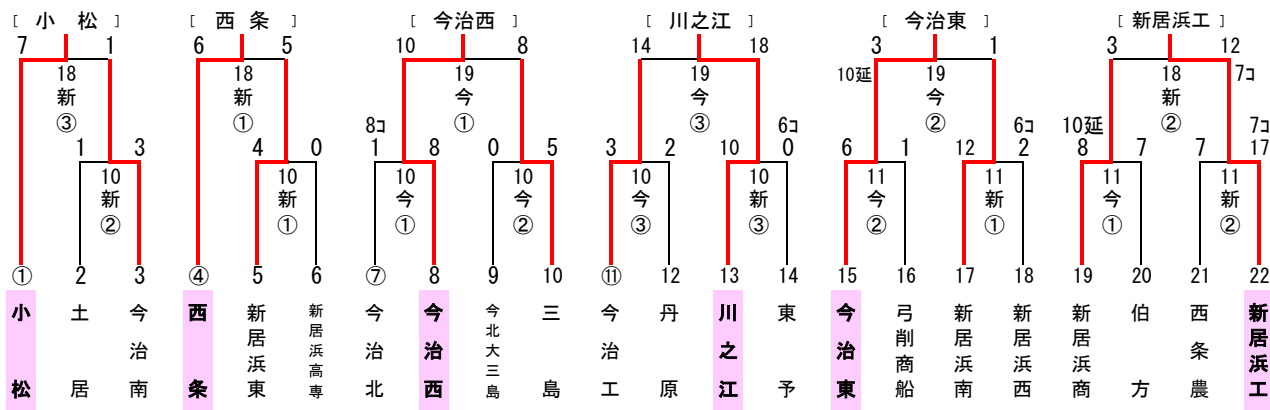 [ 小 松 ] [ 西 条 ] [ 今治西 ] [ 川之江 ] [ 今治東 ] [ 新居浜工 ]
7 1 6 5 10 8 14 18 3 1 3 12
18 18 19 19 10延 19 18 7コ
新 新 今 今 今 新
③ ① ① ③ ② ②
8コ 6コ 6コ 10延 7コ
1 3 4 0 1 8 0 5 3 2 10 0 6 1 12 2 8 7 7 17
10 10 10 10 10 10 11 11 11 11
新 新 今 今 今 新 今 新 今 新
② ① ① ② ③ ③ ② ① ① ②
① 2 3 ④ 5 6 ⑦ 8 9 10 ⑪ 12 13 14 15 16 17 18 19 20 21 22
小松
土居
今治南
西条
新居浜東
新居浜高専
今治北
今治西
今北大三島
三島
今治工
丹原
川之江
東予
今治東
弓削商船
新居浜南
新居浜西
新居浜商
伯方
西条農
新居浜工